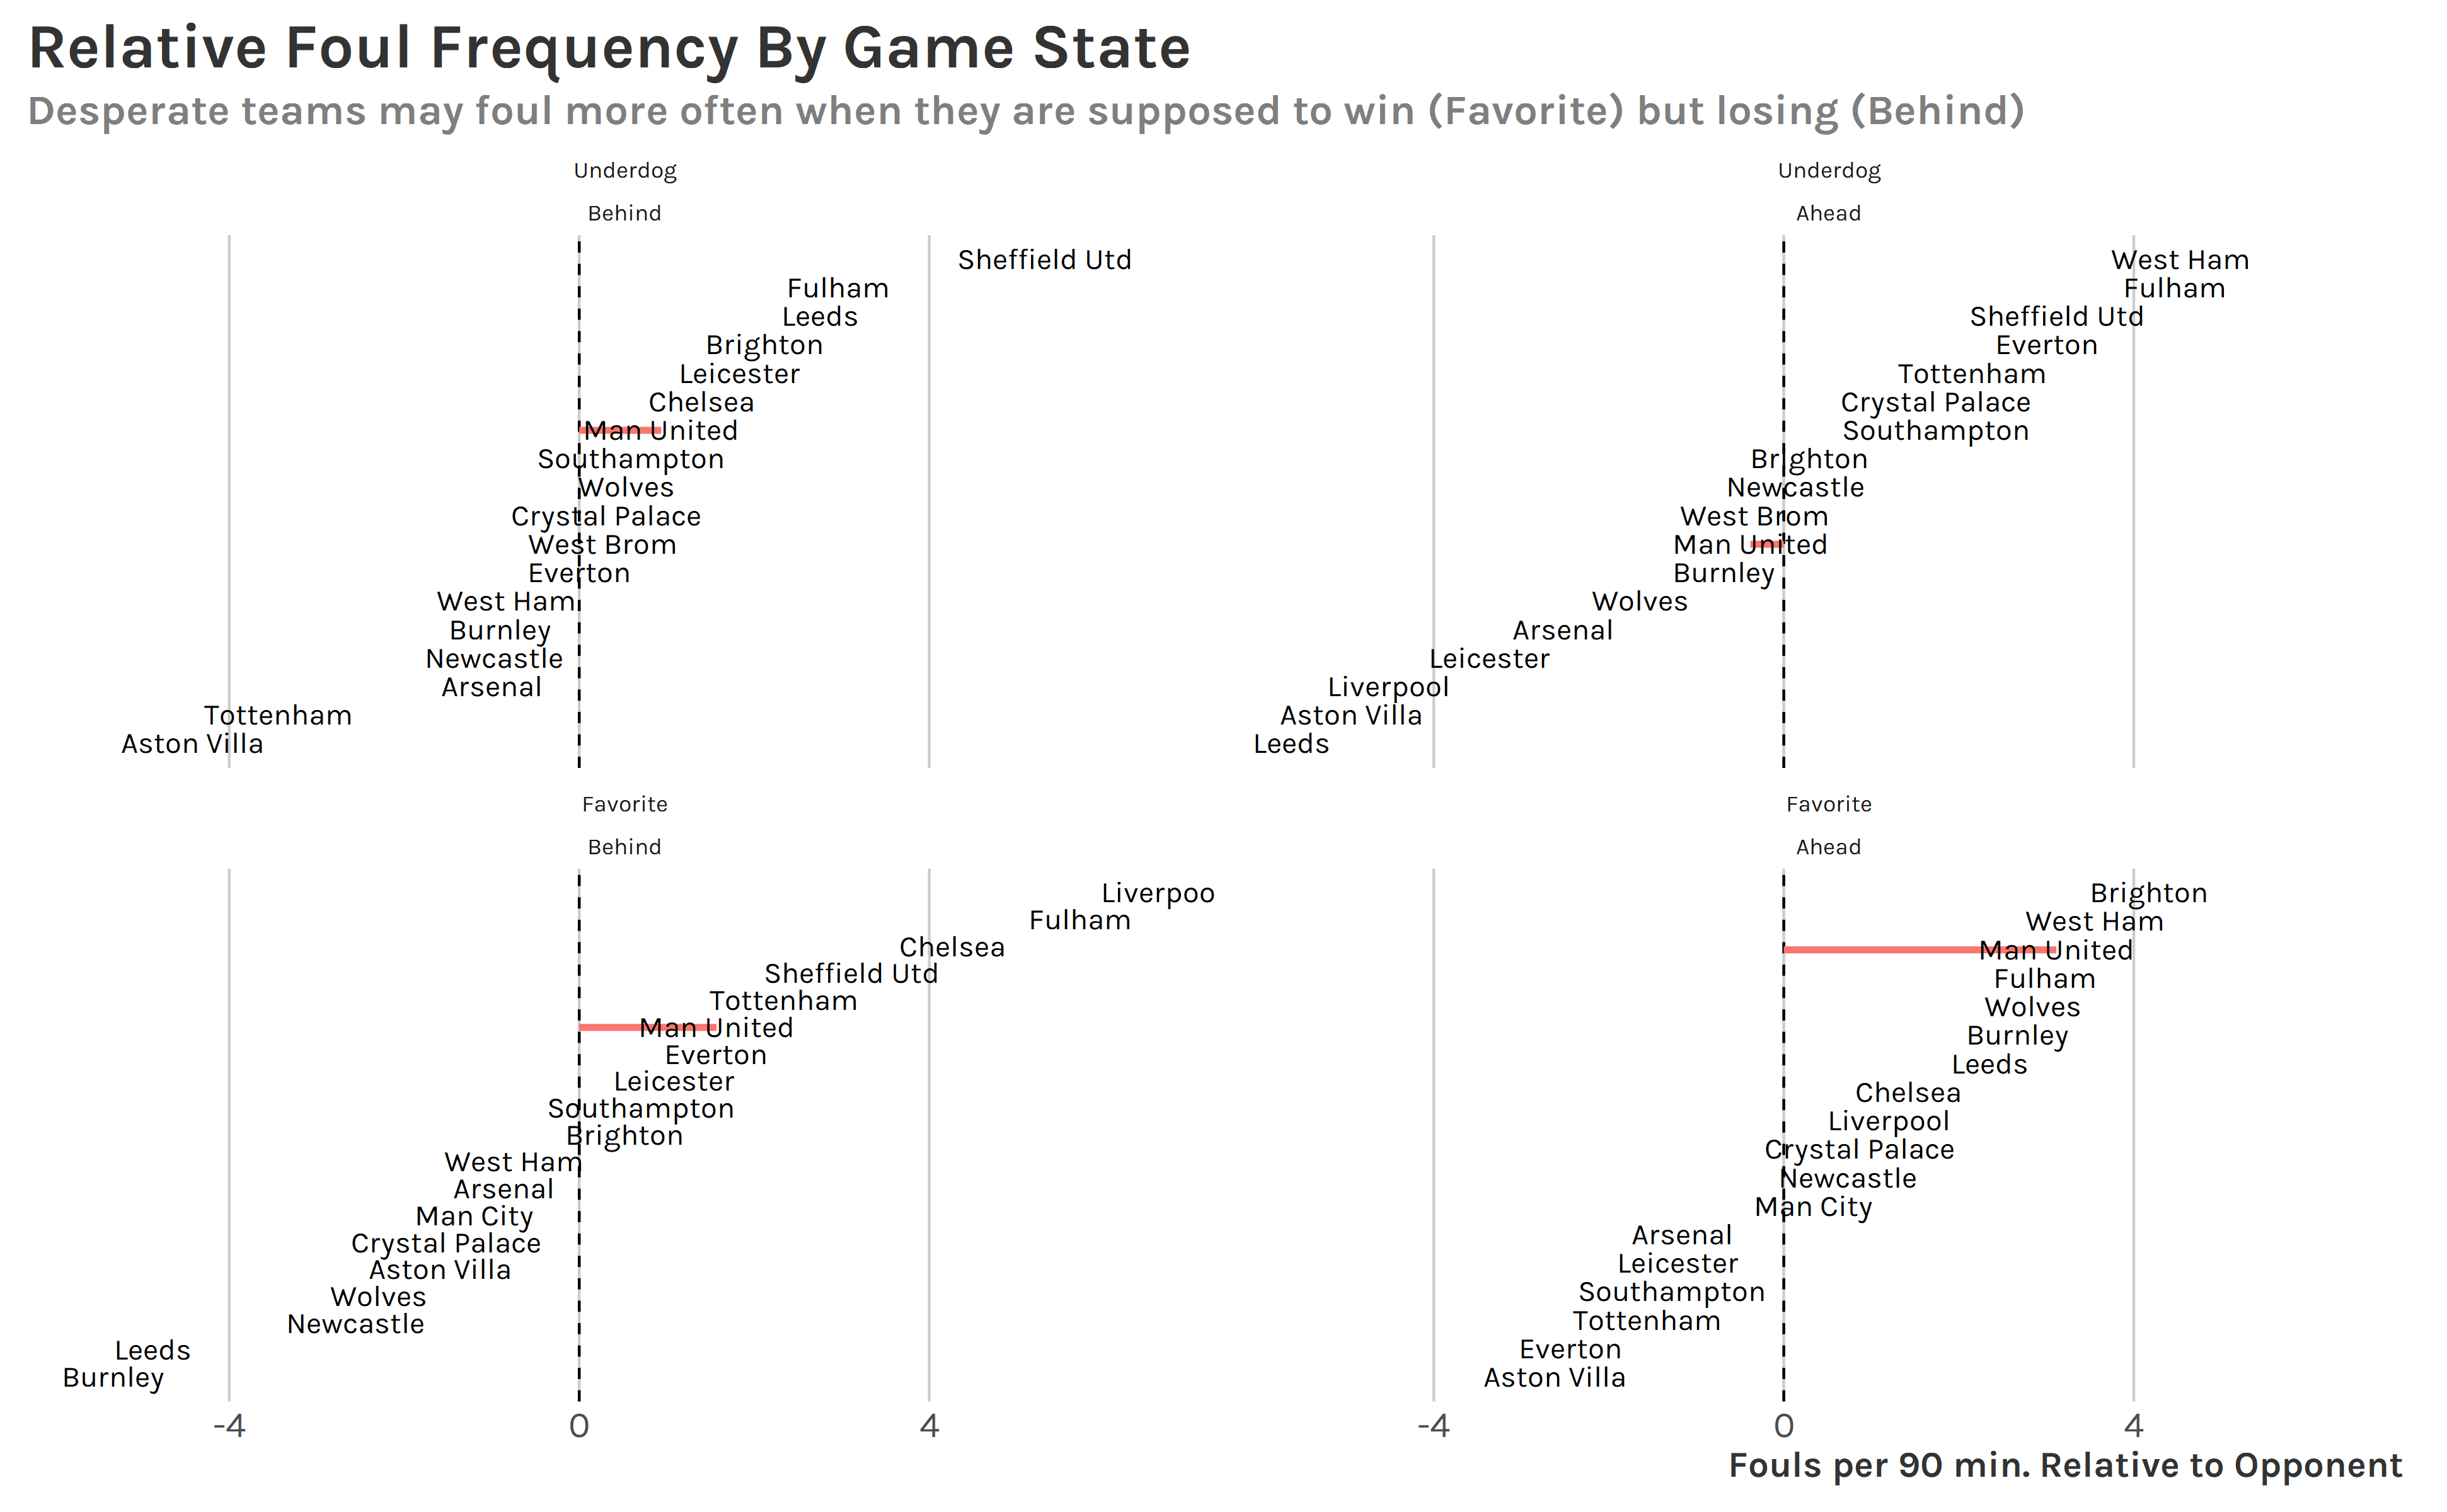 Relative Foul Frequency By Game State
Desperate teams may foul more often when they are supposed to win (Favorite) but losing (Behind)
Underdog
Behind
Sheffield Utd
Fulham
Leeds
Brighton
Leicester
Chelsea
Man United
Southampton
Wolves
Crystal Palace
West Brom
Everton
West Ham
Burnley
Newcastle
Arsenal
Tottenham
Aston Villa
Underdog
Ahead
West Ham
Fulham
Sheffield Utd
Everton
Tottenham
Crystal Palace
Southampton
Brighton
Newcastle
West Brom
Man United
Burnley
Wolves
Arsenal
Leicester
Liverpool
Aston Villa
Leeds
Favorite
Behind
Liverpoo
Fulham
Chelsea
Sheffield Utd
Tottenham
Man United
Everton
Leicester
Southampton
Brighton
West Ham
Arsenal
Man City
Crystal Palace
Aston Villa
Wolves
Newcastle
Leeds
Burnley
-4 0 4
Favorite
Ahead
Brighton
West Ham
Man United
Fulham
Wolves
Burnley
Leeds
Chelsea
Liverpool
Crystal Palace
Newcastle
Man City
Arsenal
Leicester
Southampton
Tottenham
Everton
Aston Villa
-4 0 4
Fouls per 90 min. Relative to Opponent